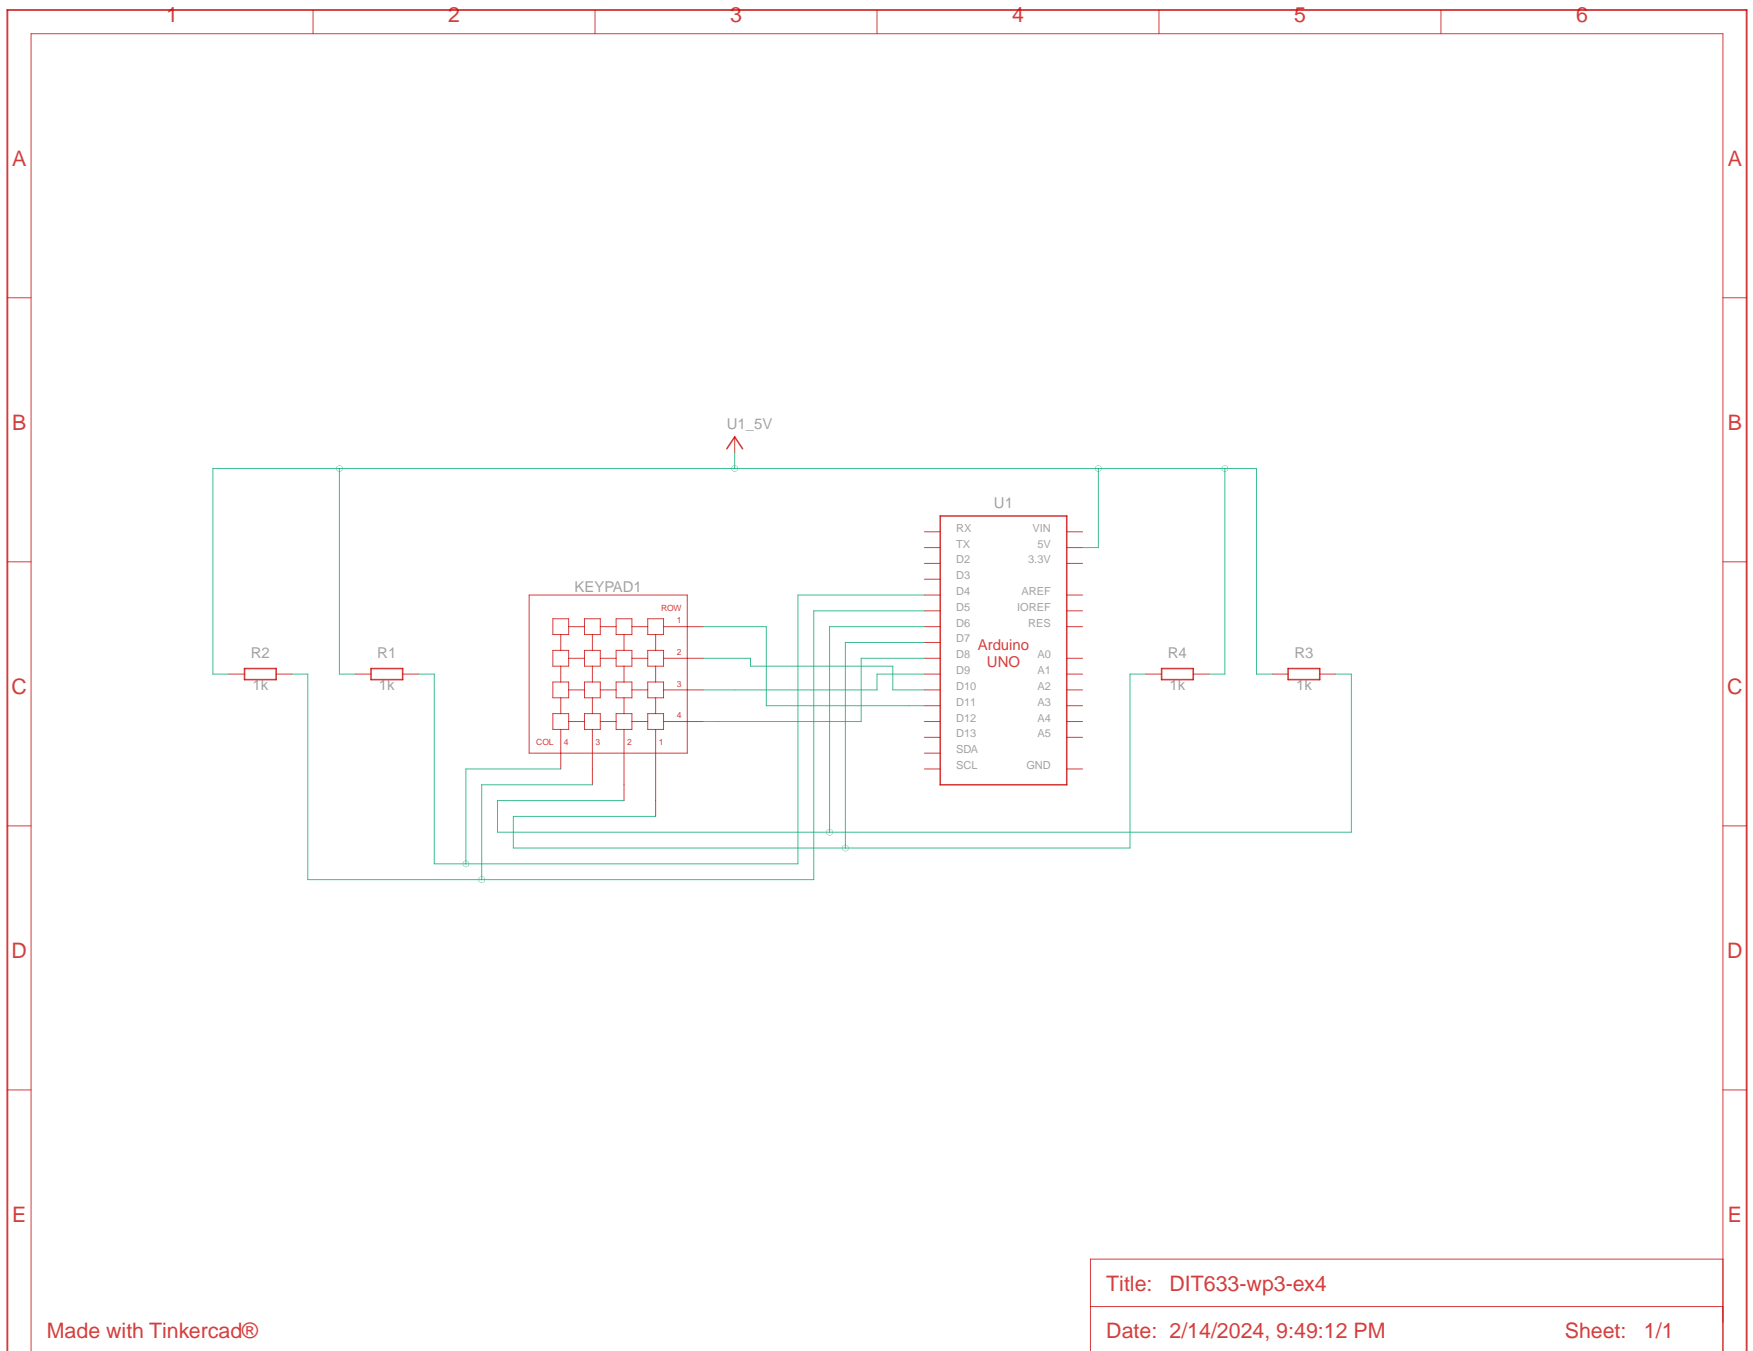 1 2 3 4 5 6
A A
B B
U1_5V
U1
RX VIN
TX 5V
D2 3.3V
D3
KEYPAD1
D4 AREF
ROW
D5 IOREF
1
D6 RES
D7
Arduino
UNO
2
D8 A0
R2 R1 R4 R3
D9 A1
3
1k 1k 1k 1k
C C
D10 A2
D11 A3
4
D12 A4
D13 A5
COL 4 3 2 1
SDA
SCL GND
D D
E E
Title: DIT633-wp3-ex4
Made with Tinkercad®
Date: 2/14/2024, 9:49:12 PM Sheet: 1/1